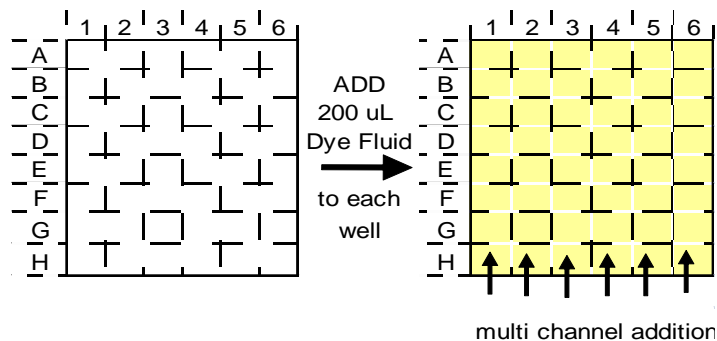 1 2 3 4 5 6
A
B
C
D
E
F
G
H
ADD
200 uL
Dye Fluid
to each
well
1 2 3 4 5 6
A
B
C
D
E
F
G
H
multi channel addition